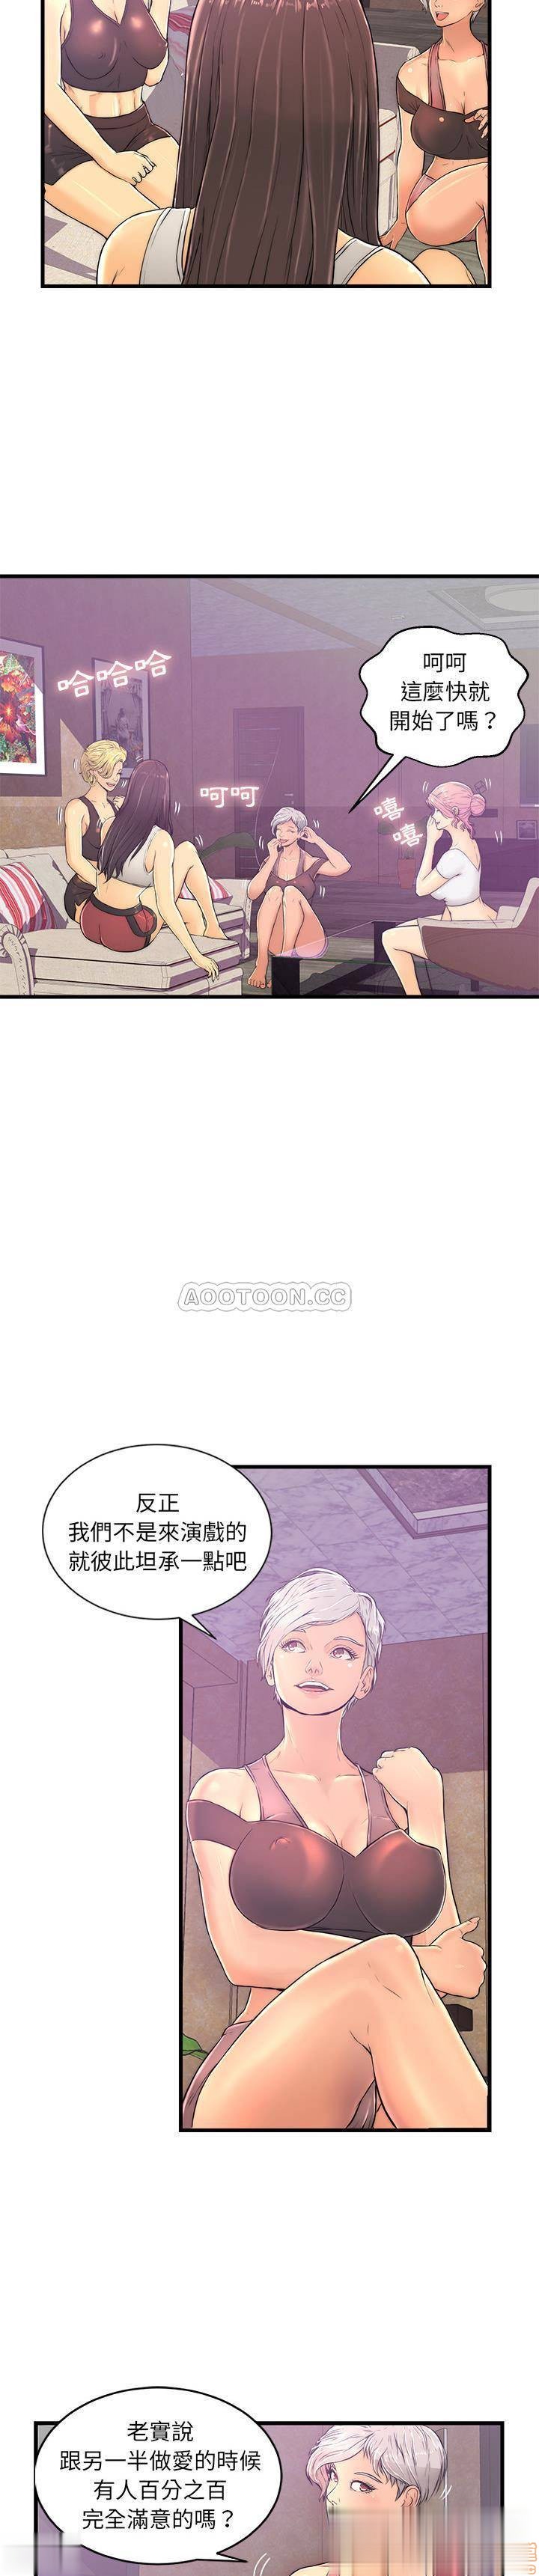 哈哈哈
呵呵
這麼快就
開始了嗎？
呵呵
嘻
嘻
AOOTOON.CC
反正
我們不是來演戲的
就彼此坦承一點吧
老實說
跟另一半做愛的時候
有人百分之百
完全滿意的嗎？